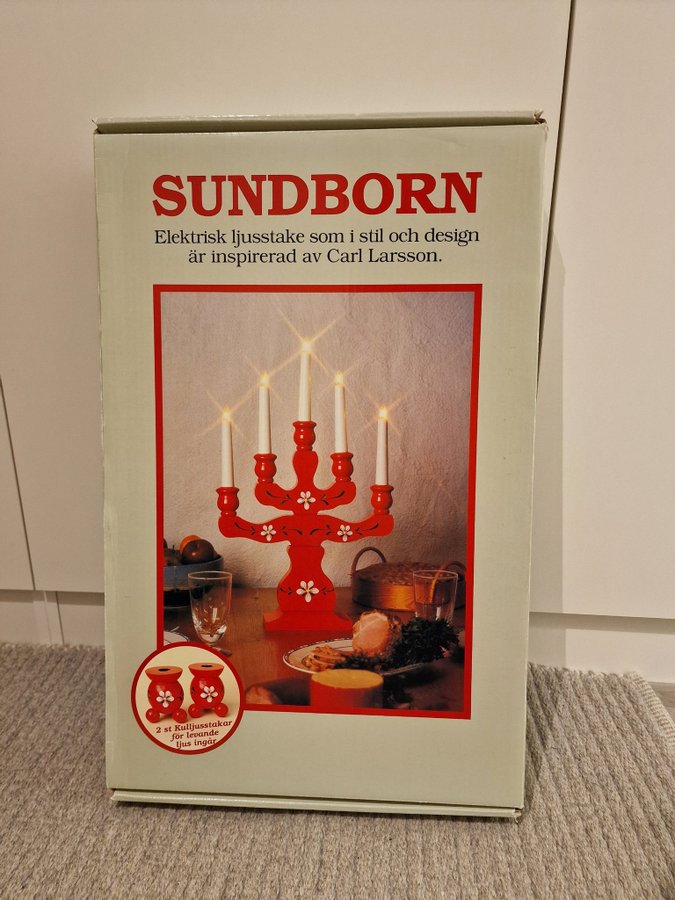 SUNDBORN
Elektrisk ljusstake som i stil och design
är inspirerad av Carl Larsson.
2 st Kulljusstakar
för levande
ljus ingår